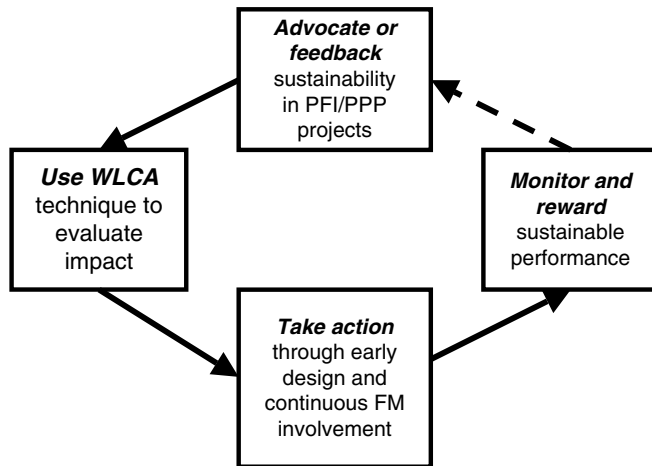 Advocate or
feedback
sustainability
in PFI/PPP
projects
Use WLCA
technique to
evaluate
impact
Monitor and
reward
sustainable
performance
Take action
through early
design and
continuous FM
involvement